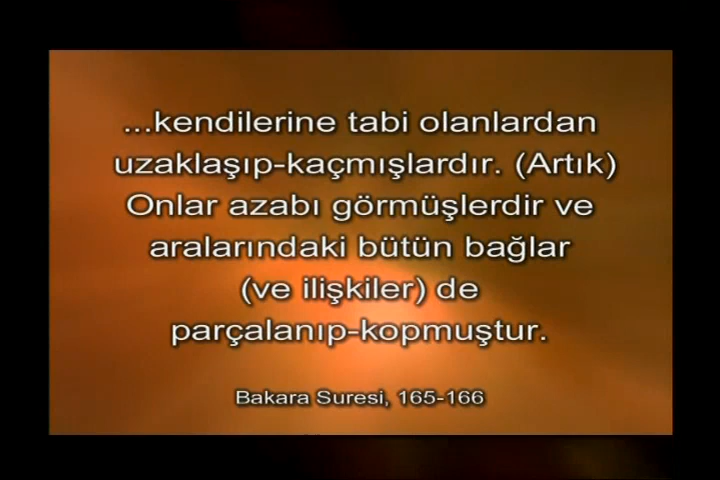 ...kendilerine tabi olanlardan
uzaklaşıp-kaçmışlardır. (Artık)
Onlar azabı görmüşlerdir ve
aralarındaki bütün bağlar
(ve ilişkiler) de
parçalanıp-kopmuştur.
Bakara Suresi, 165-166